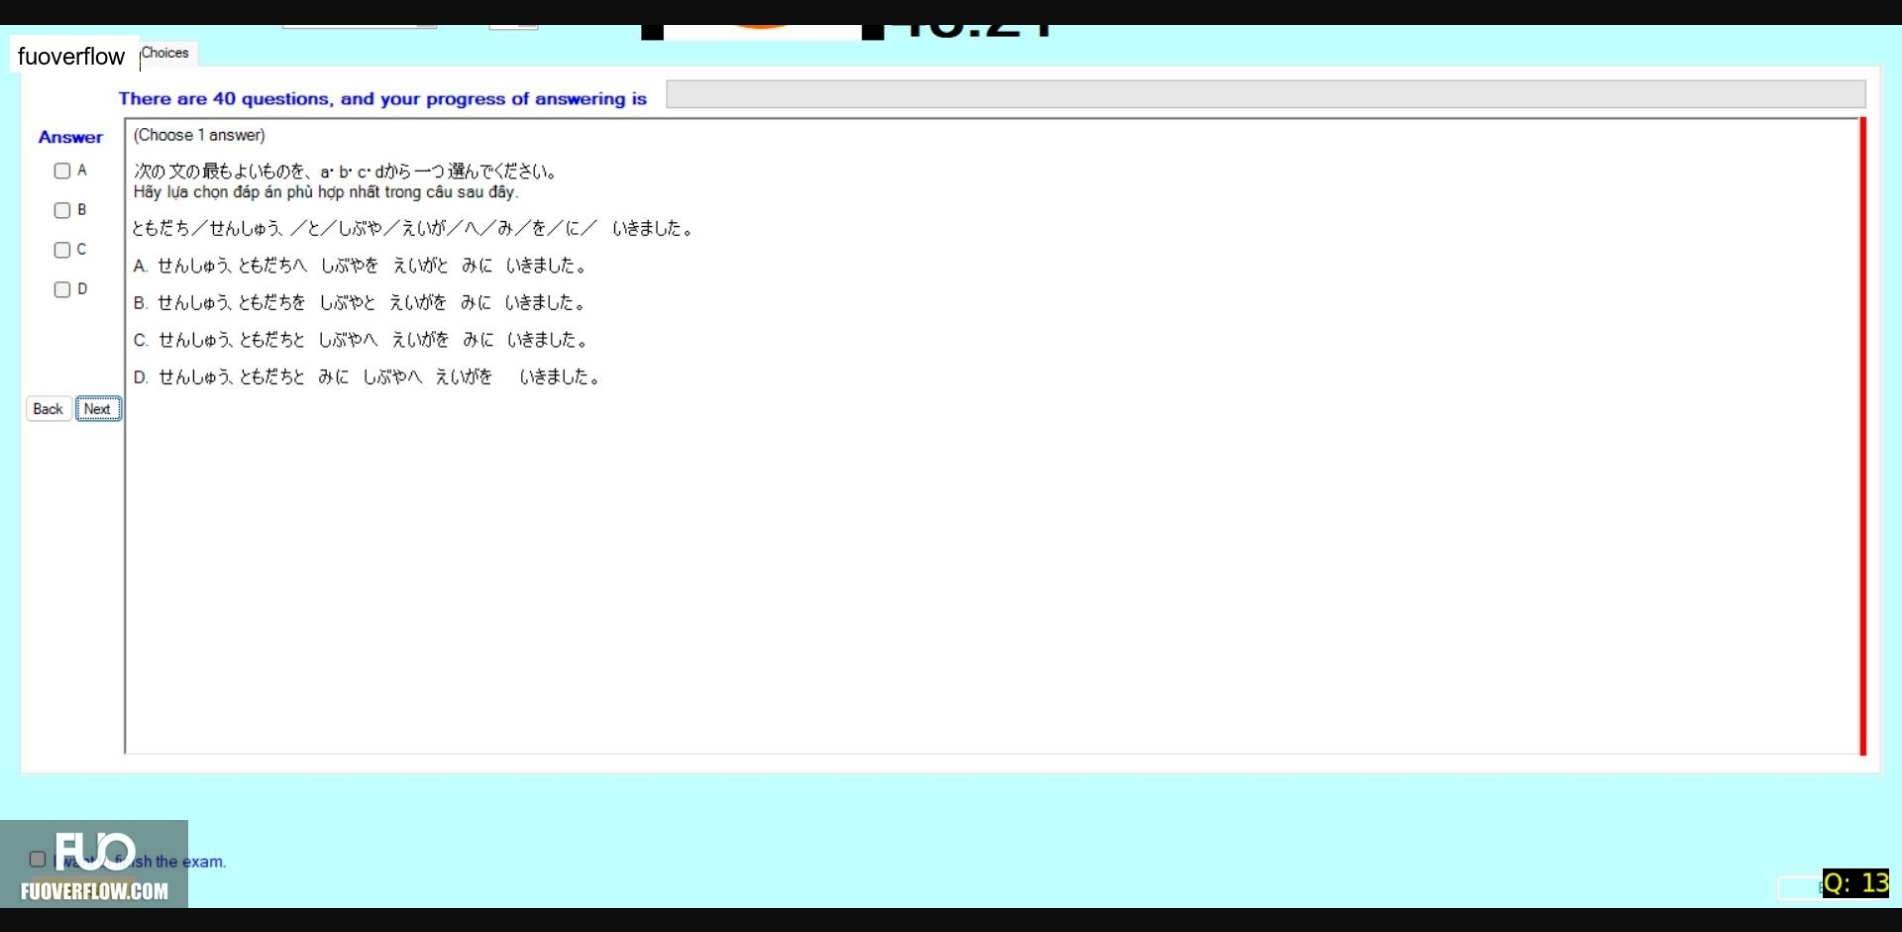 fuoverflow
Choices
There are 40 questions, and your progress of answering is
Answer
(Choose 1 answer)
A
次の文の最もよいものを、a・b・c・dから一つ選んでください。
Hãy lựa chọn đáp án phù hợp nhất trong câu sau đây.
B
ともだち／せんしゅう、／と／しぶや／えいが／へ／み／を／に／　いきました。
C
A. せんしゅう、ともだちへ　しぶやを　えいがと　みに　いきました。
D
B. せんしゅう、ともだちを　しぶやと　えいがを　みに　いきました。
C. せんしゅう、ともだちと　しぶやへ　えいがを　みに　いきました。
D. せんしゅう、ともだちと　みに　しぶやへ　えいがを　　いきました。
Back Next
FUO
the exam.
FUOVERFLOW.COM
Q: 13